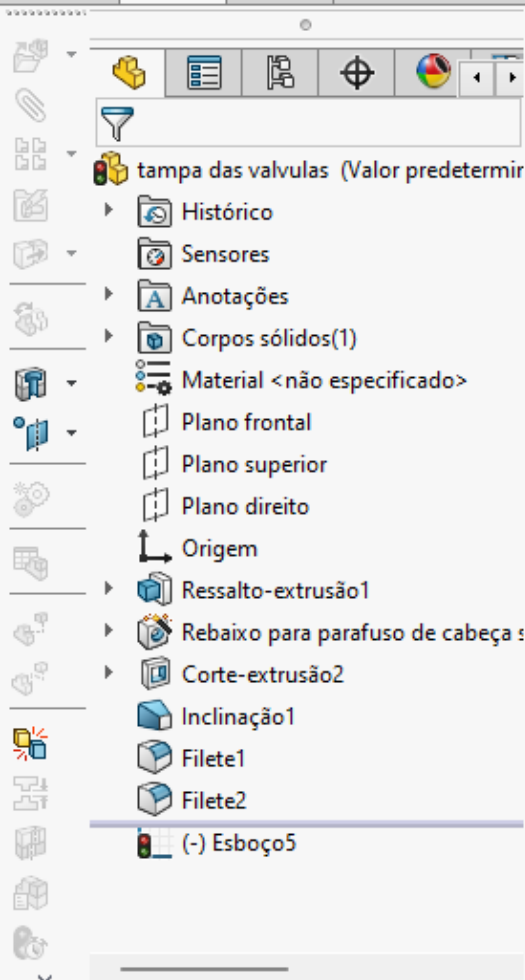 tampa das valvulas (Valor predetermin
Histórico
Sensores
Anotações
Corpos sólidos(1)
Material <não especificado>
Plano frontal
Plano superior
Plano direito
Origem
Ressalto-extrusão1
Rebaixo para parafuso de cabeça s
Corte-extrusão2
Inclinação1
Filete1
Filete2
(-) Esboço5